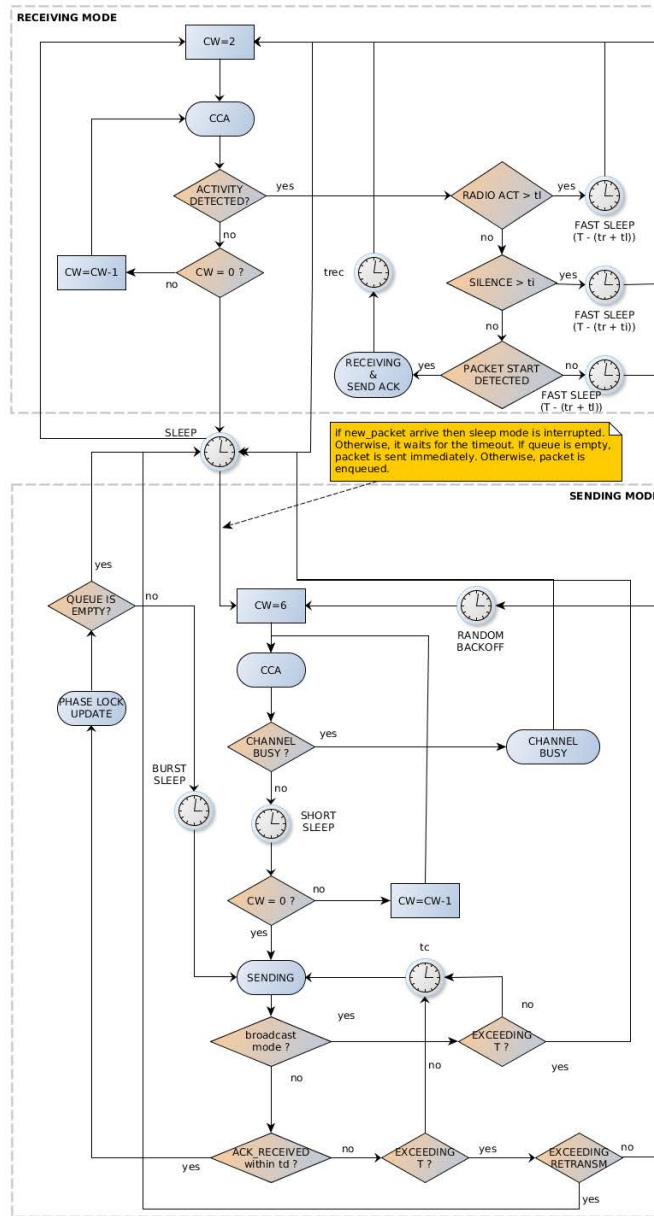 RECEIVING MODE
CW=2
CCA
ACTIVITY
DETECTED?
yes
RADIO ACT > tl
yes
FAST SLEEP
(T - (tr + tl))
no
no
CW=CW-1
no
CW = 0 ?
trec
SILENCE > ti
yes
FAST SLEEP
(T - (tr + ti))
no
RECEIVING
&
SEND ACK
yes
PACKET START
DETECTED
no
FAST SLEEP
(T - (tr + tl))
SLEEP
if new_packet arrive then sleep mode is interrupted.
Otherwise, it waits for the timeout. If queue is empty,
packet is sent immediately. Otherwise, packet is
enqueued.
SENDING MODE
yes
QUEUE IS
EMPTY?
no
CW=6
RANDOM
BACKOFF
CCA
PHASE LOCK
UPDATE
CHANNEL
BUSY ?
yes
CHANNEL
BUSY
BURST
SLEEP
no
SHORT
SLEEP
CW = 0 ?
no
CW=CW-1
yes
tc
SENDING
no
yes
broadcast
mode ?
EXCEEDING
T ?
yes
no
no
ACK_RECEIVED
within td ?
yes
no
EXCEEDING
T ?
yes
EXCEEDING
RETRANSM
no
yes